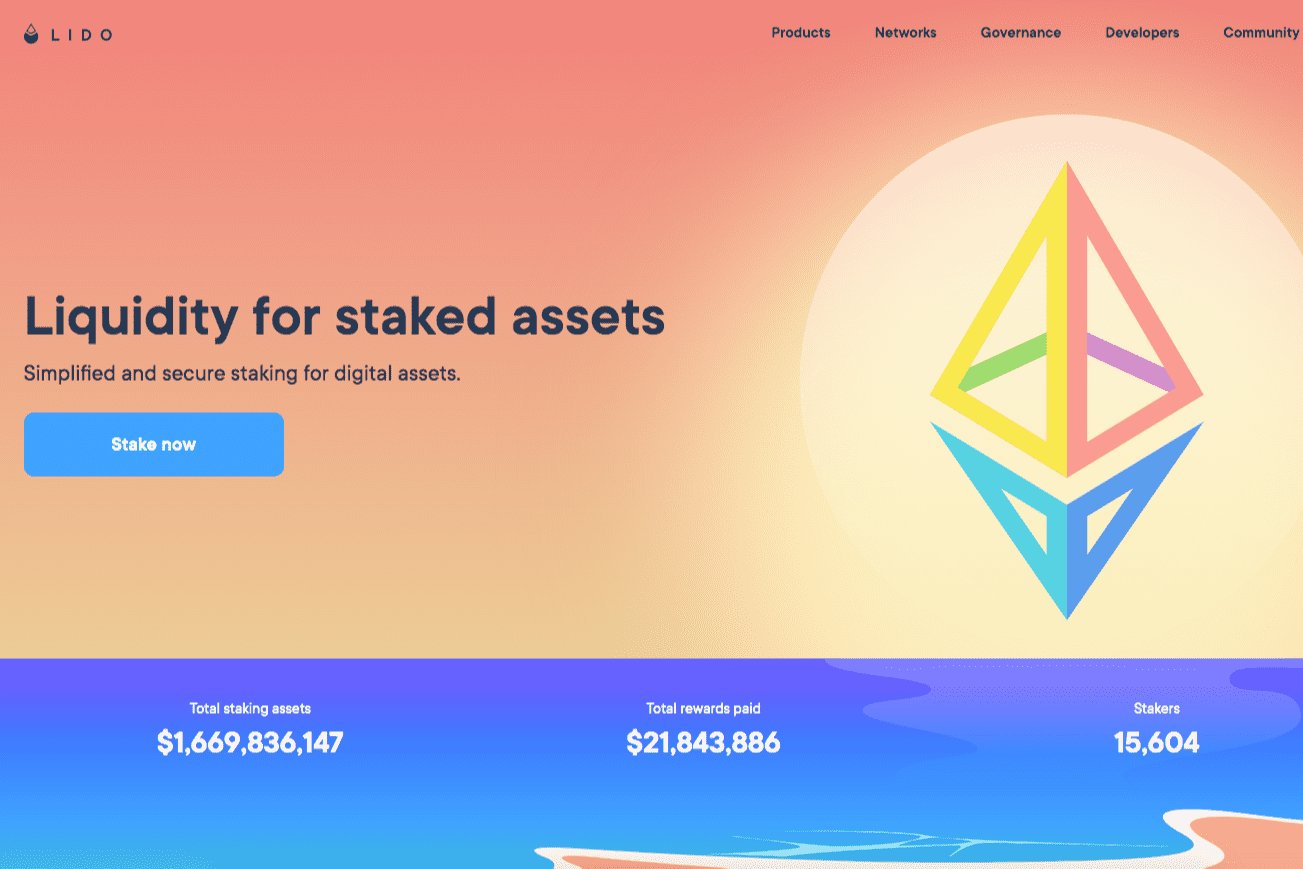 LIDO
Products Networks Governance Developers Community
Liquidity for staked assets
Simplified and secure staking for digital assets.
Stake now
Total staking assets Total rewards paid Stakers
$1,669,836,147 $21,843,886 15,604